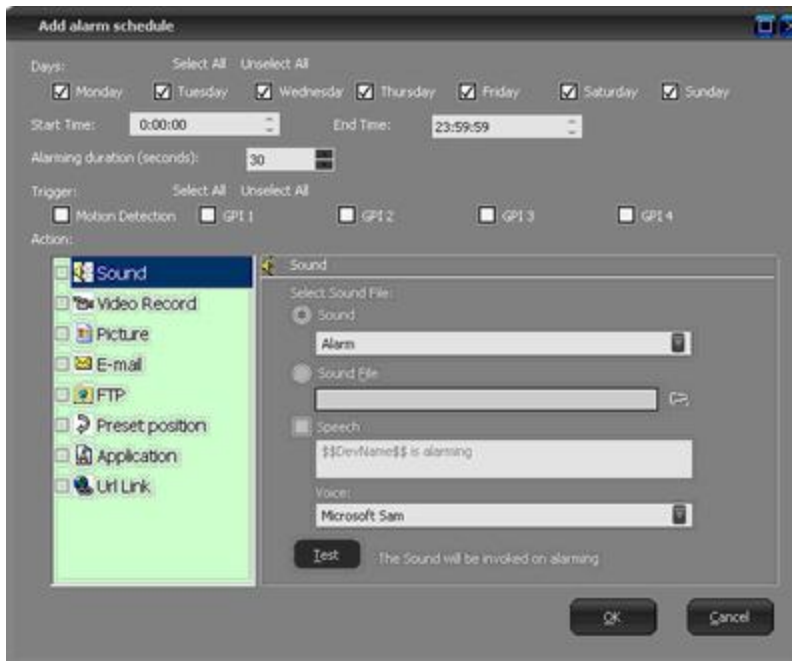 Add alarm schedule
Days: Select All Unselect All
Monday Tuesday Wednesday Thursday Friday Saturday Sunday
Start Time: 0:00:00 End Time: 23:59:59
Alarming duration (seconds): 30
Trigger: Select All Unselect All
Motion Detection GPI 1 GPI 2 GPI 3 GPI 4
Action:
Sound
Video Record
Picture
E-mail
FTP
Preset position
Application
Url Link
Sound
Select Sound File:
Sound
Alarm
Sound File
Speech
$$DevName$$ is alarming
Voice:
Microsoft Sam
Test The Sound will be invoked on alarming
OK Cancel